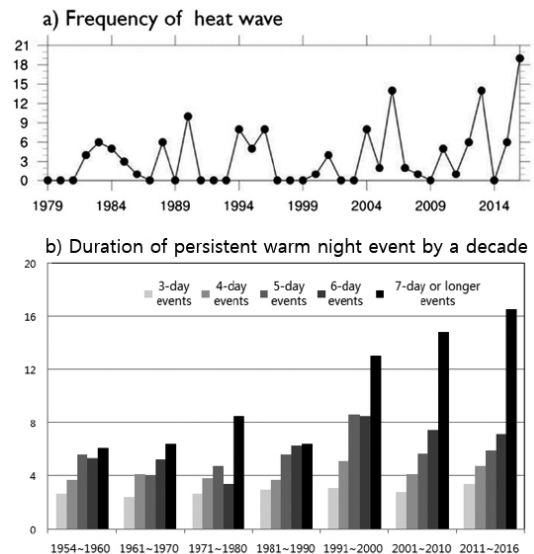 a) Frequency of heat wave
21
18
15
12
9
6
3
0
1979 1984 1989 1994 1999 2004 2009 2014
b) Duration of persistent warm night event by a decade
20
16
12
8
4
0
3-day events
4-day events
5-day events
6-day events
7-day or longer events
1954~1960 1961~1970 1971~1980 1981~1990 1991~2000 2001~2010 2011~2016